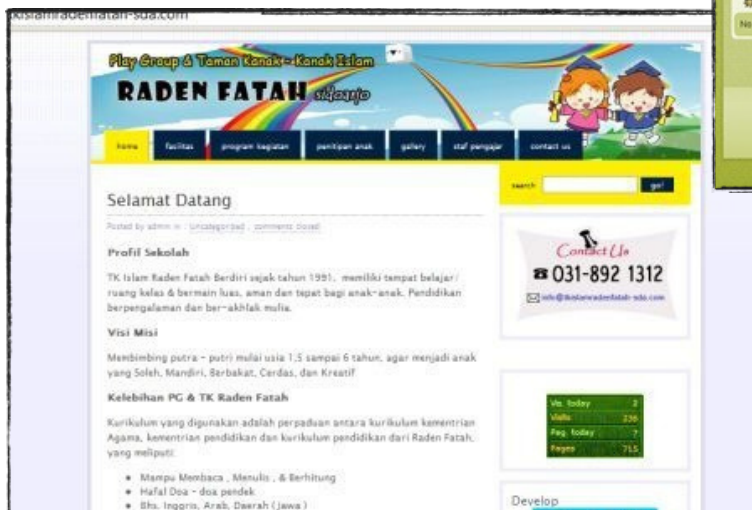 Play Group & Taman Kanak-Kanak Islam
RADEN FATAH sidoarjo
home fasilitas program kegiatan penitipan anak gallery staf pengajar contact us
search go!
Selamat Datang
Posted by admin in : Uncategorized , comments closed
Profil Sekolah
TK Islam Raden Fatah Berdiri sejak tahun 1991, memiliki tempat belajar/
ruang kelas & bermain luas, aman dan tepat bagi anak-anak. Pendidikan
berpengalaman dan ber-akhlak mulia.
Visi Misi
Membimbing putra - putri mulai usia 1,5 sampai 6 tahun, agar menjadi anak
yang Soleh, Mandiri, Berbakat, Cerdas, dan Kreatif
Kelebihan PG & TK Raden Fatah
Kurikulum yang digunakan adalah perpaduan antara kurikulum kementrian
Agama, kementrian pendidikan dan kurikulum pendidikan dari Raden Fatah,
yang meliputi:
Mampu Membaca , Menulis , & Berhitung
Hafal Doa - doa pendek
Bhs. Inggris, Arab, Daerah ( Jawa )
Contact Us
031-892 1312
info@tkislamradenfatah-sda.com
Vis. today 3
Visits 236
Pag. today 7
Pages 715
Develop